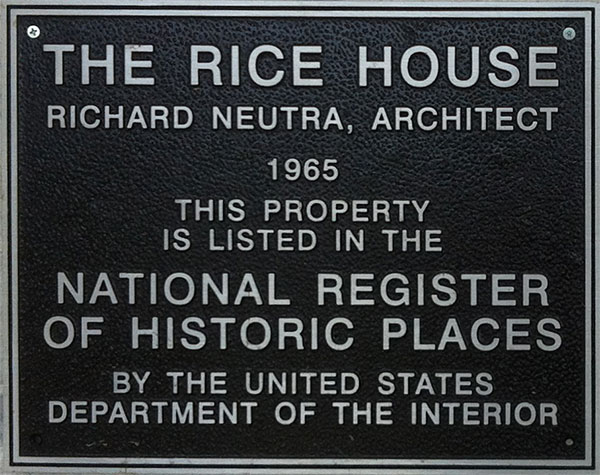 THE RICE HOUSE
RICHARD NEUTRA, ARCHITECT
1965
THIS PROPERTY
IS LISTED IN THE
NATIONAL REGISTER
OF HISTORIC PLACES
BY THE UNITED STATES
DEPARTMENT OF THE INTERIOR